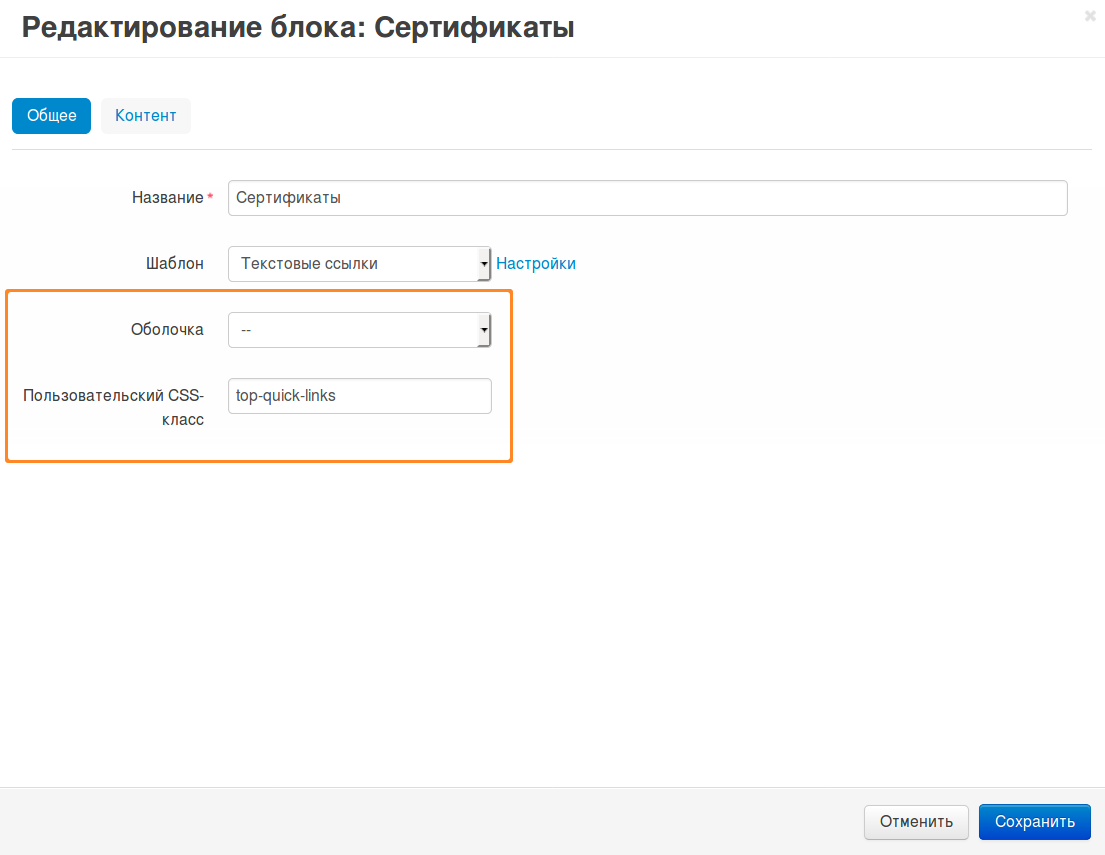 Редактирование блока: Сертификаты
Общее
Контент
Название *
Сертификаты
Шаблон
Текстовые ссылки
Настройки
Оболочка
--
Пользовательский CSS-
класс
top-quick-links
Отменить
Сохранить